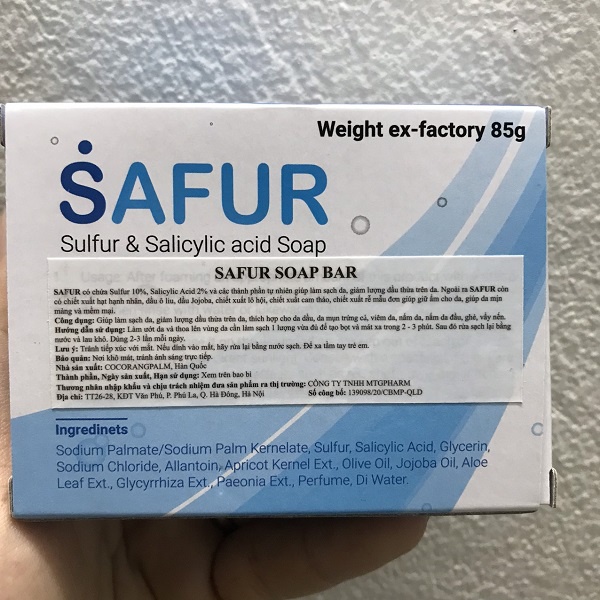 Weight ex-factory 85g
SAFUR
Sulfur & Salicylic acid Soap
SAFUR SOAP BAR
SAFUR có chứa Sulfur 10%, Salicylic Acid 2% và các thành phần tự nhiên giúp làm sạch da, giảm lượng dầu thừa trên da. Ngoài ra SAFUR còn
có chiết xuất hạt hạnh nhân, dầu ô liu, dầu Jojoba, chiết xuất lô hội, chiết xuất cam thảo, chiết xuất rễ mẫu đơn giúp giữ ẩm cho da, giúp da mịn
màng và mềm mại.
Công dụng: Giúp làm sạch da, giảm lượng dầu thừa trên da, thích hợp cho da dầu, da mụn trứng cá, viêm da, nấm da, nấm da đầu, ghẻ, vẩy nến.
Hướng dẫn sử dụng: Làm ướt da và thoa lên vùng da cần làm sạch 1 lượng vừa đủ để tạo bọt và mát xa trong 2 - 3 phút. Sau đó rửa sạch lại bằng
nước và lau khô. Dùng 2-3 lần mỗi ngày.
Lưu ý: Tránh tiếp xúc với mắt. Nếu dính vào mắt, hãy rửa lại bằng nước sạch. Để xa tầm tay trẻ em.
Bảo quản: Nơi khô mát, tránh ánh sáng trực tiếp.
Nhà sản xuất: COCORANGPALM, Hàn Quốc
Thành phần, Ngày sản xuất, Hạn sử dụng: Xem trên bao bì
Thương nhân nhập khẩu và chịu trách nhiệm đưa sản phẩm ra thị trường: CÔNG TY TNHH MTGPHARM
Địa chỉ: TT26-28, KĐT Văn Phú, P. Phú La, Q. Hà Đông, Hà Nội Số công bố: 139098/20/CBMP-QLD
Ingredinets
Sodium Palmate/Sodium Palm Kernelate, Sulfur, Salicylic Acid, Glycerin,
Sodium Chloride, Allantoin, Apricot Kernel Ext., Olive Oil, Jojoba Oil, Aloe
Leaf Ext., Glycyrrhiza Ext., Paeonia Ext., Perfume, Di Water.